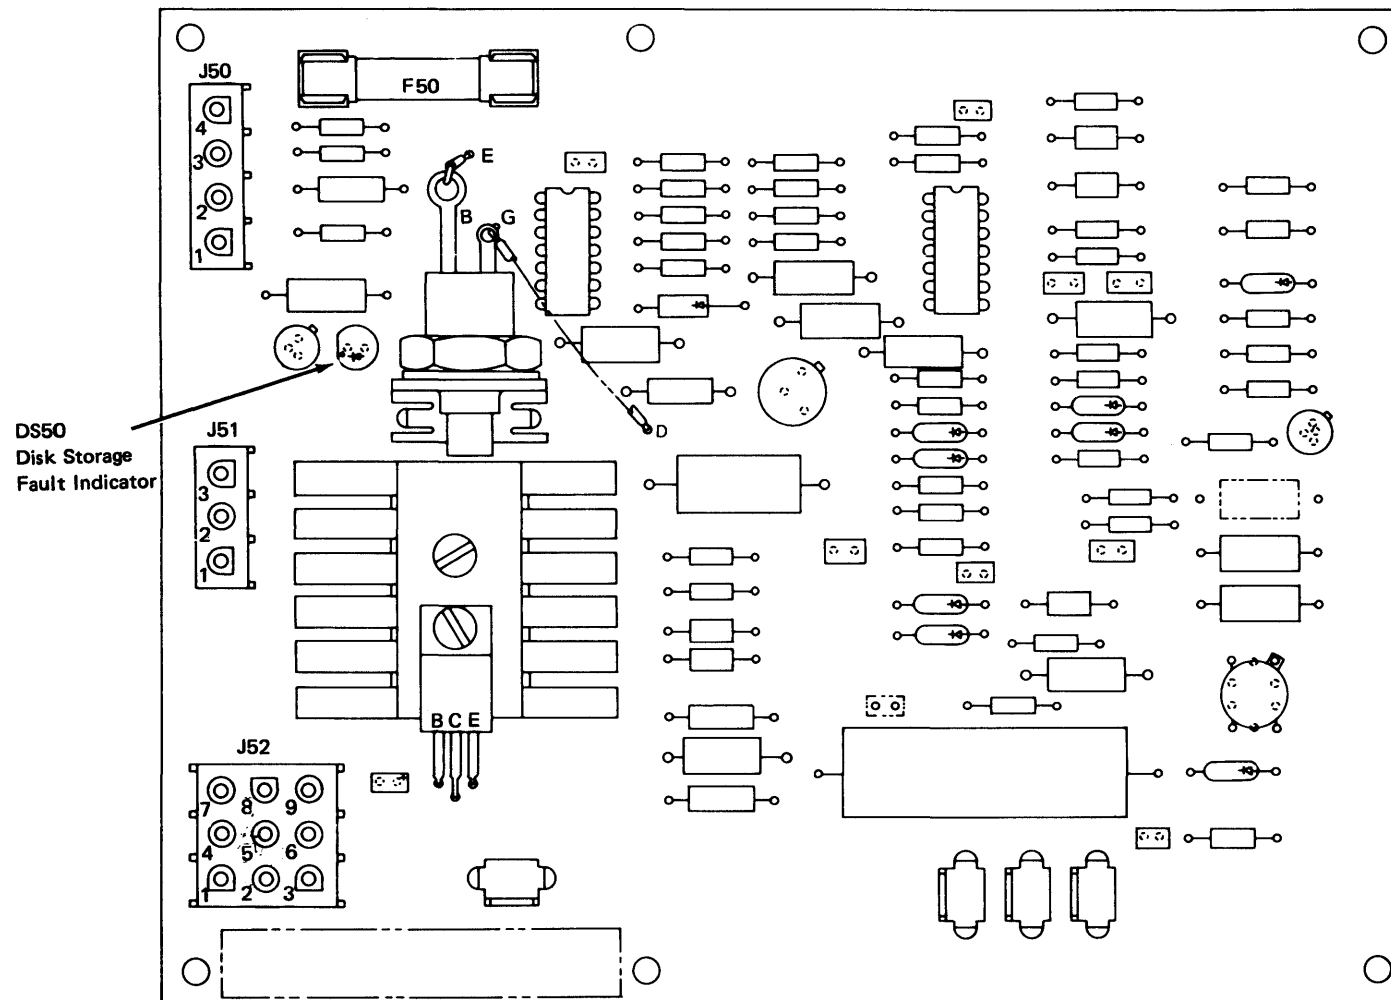 J50
F50
4
3
2
1
E
B
G
D
DS50
Disk Storage
Fault Indicator
J51
3
2
1
B C E
J52
7 8 9
4 5 6
1 2 3